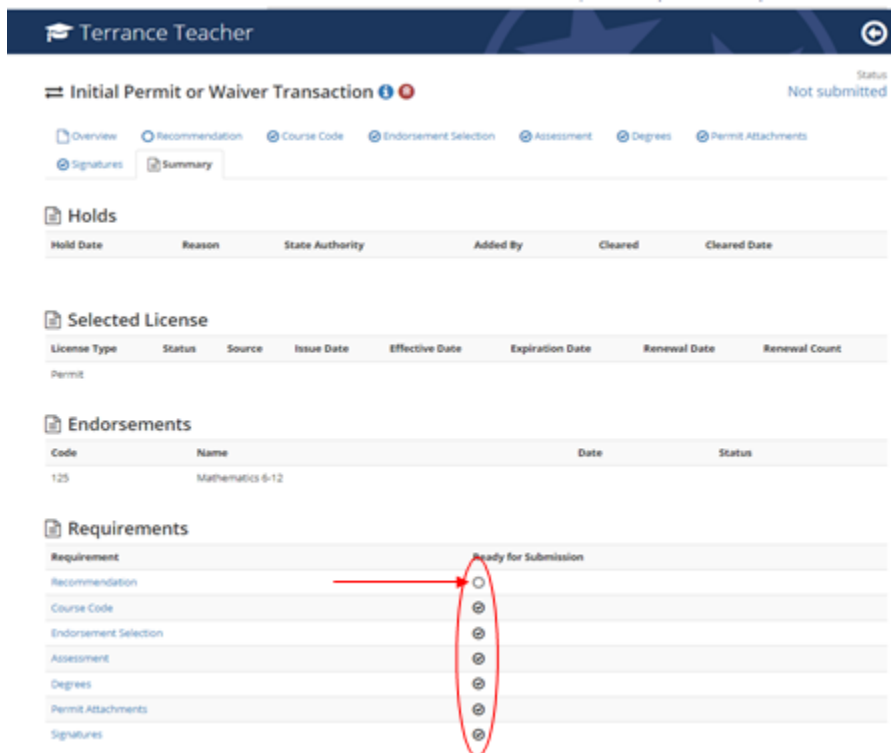 Terrance Teacher
Status
Initial Permit or Waiver Transaction
Not submitted
Overview Recommendation Course Code Endorsement Selection Assessment Degrees Permit Attachments
Signatures Summary
Holds
Hold Date Reason State Authority Added By Cleared Cleared Date
Selected License
License Type Status Source Issue Date Effective Date Expiration Date Renewal Date Renewal Count
Permit
Endorsements
Code Name Date Status
125 Mathematics 6-12
Requirements
Requirement Ready for Submission
Recommendation
Course Code
Endorsement Selection
Assessment
Degrees
Permit Attachments
Signatures